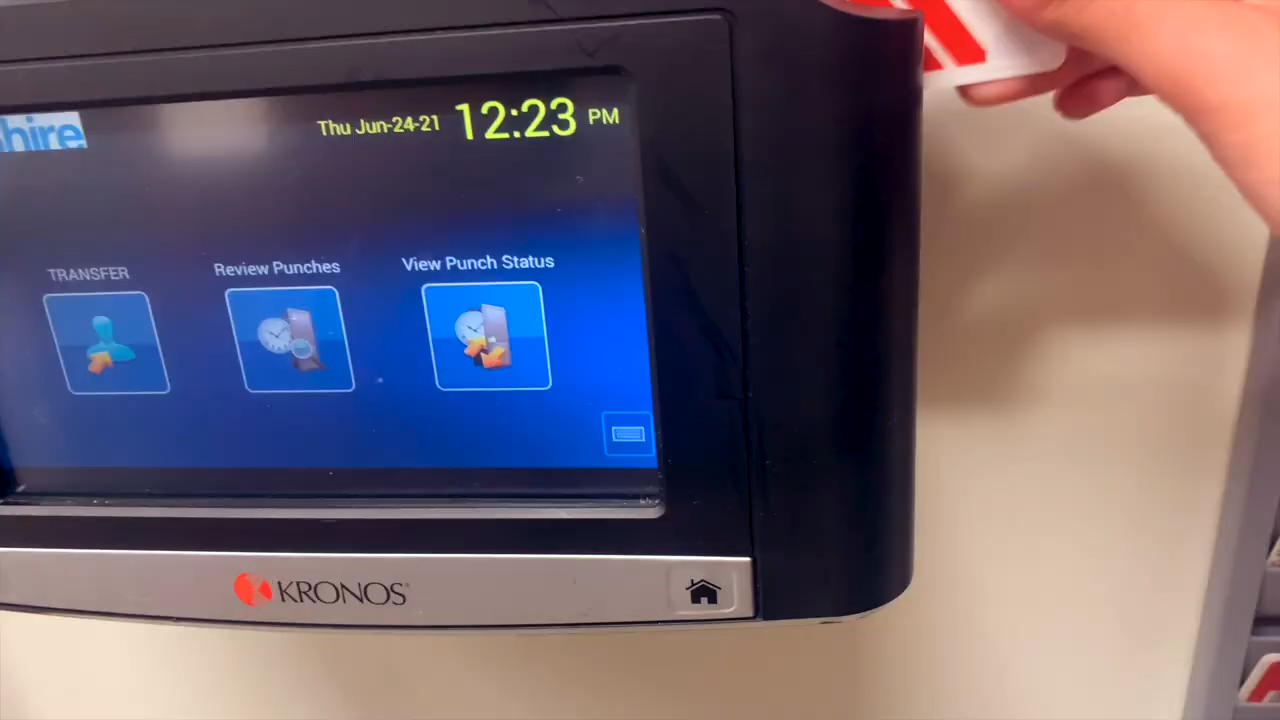 hire
Thu Jun-24-21 12:23 PM
TRANSFER
Review Punches
View Punch Status
KRONOS